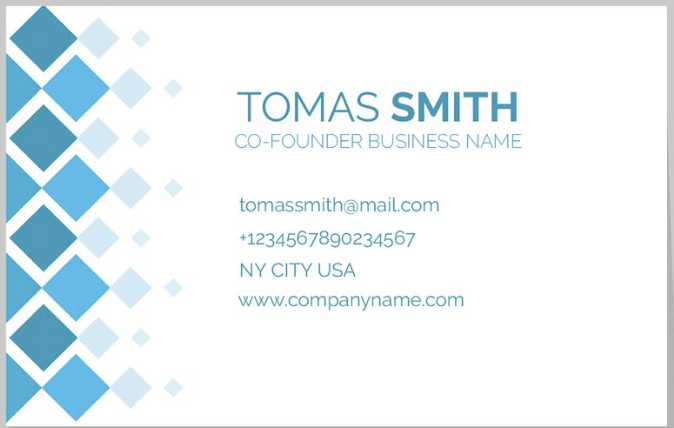 TOMAS SMITH
CO-FOUNDER BUSINESS NAME
tomassmith@mail.com
+1234567890234567
NY CITY USA
www.companyname.com